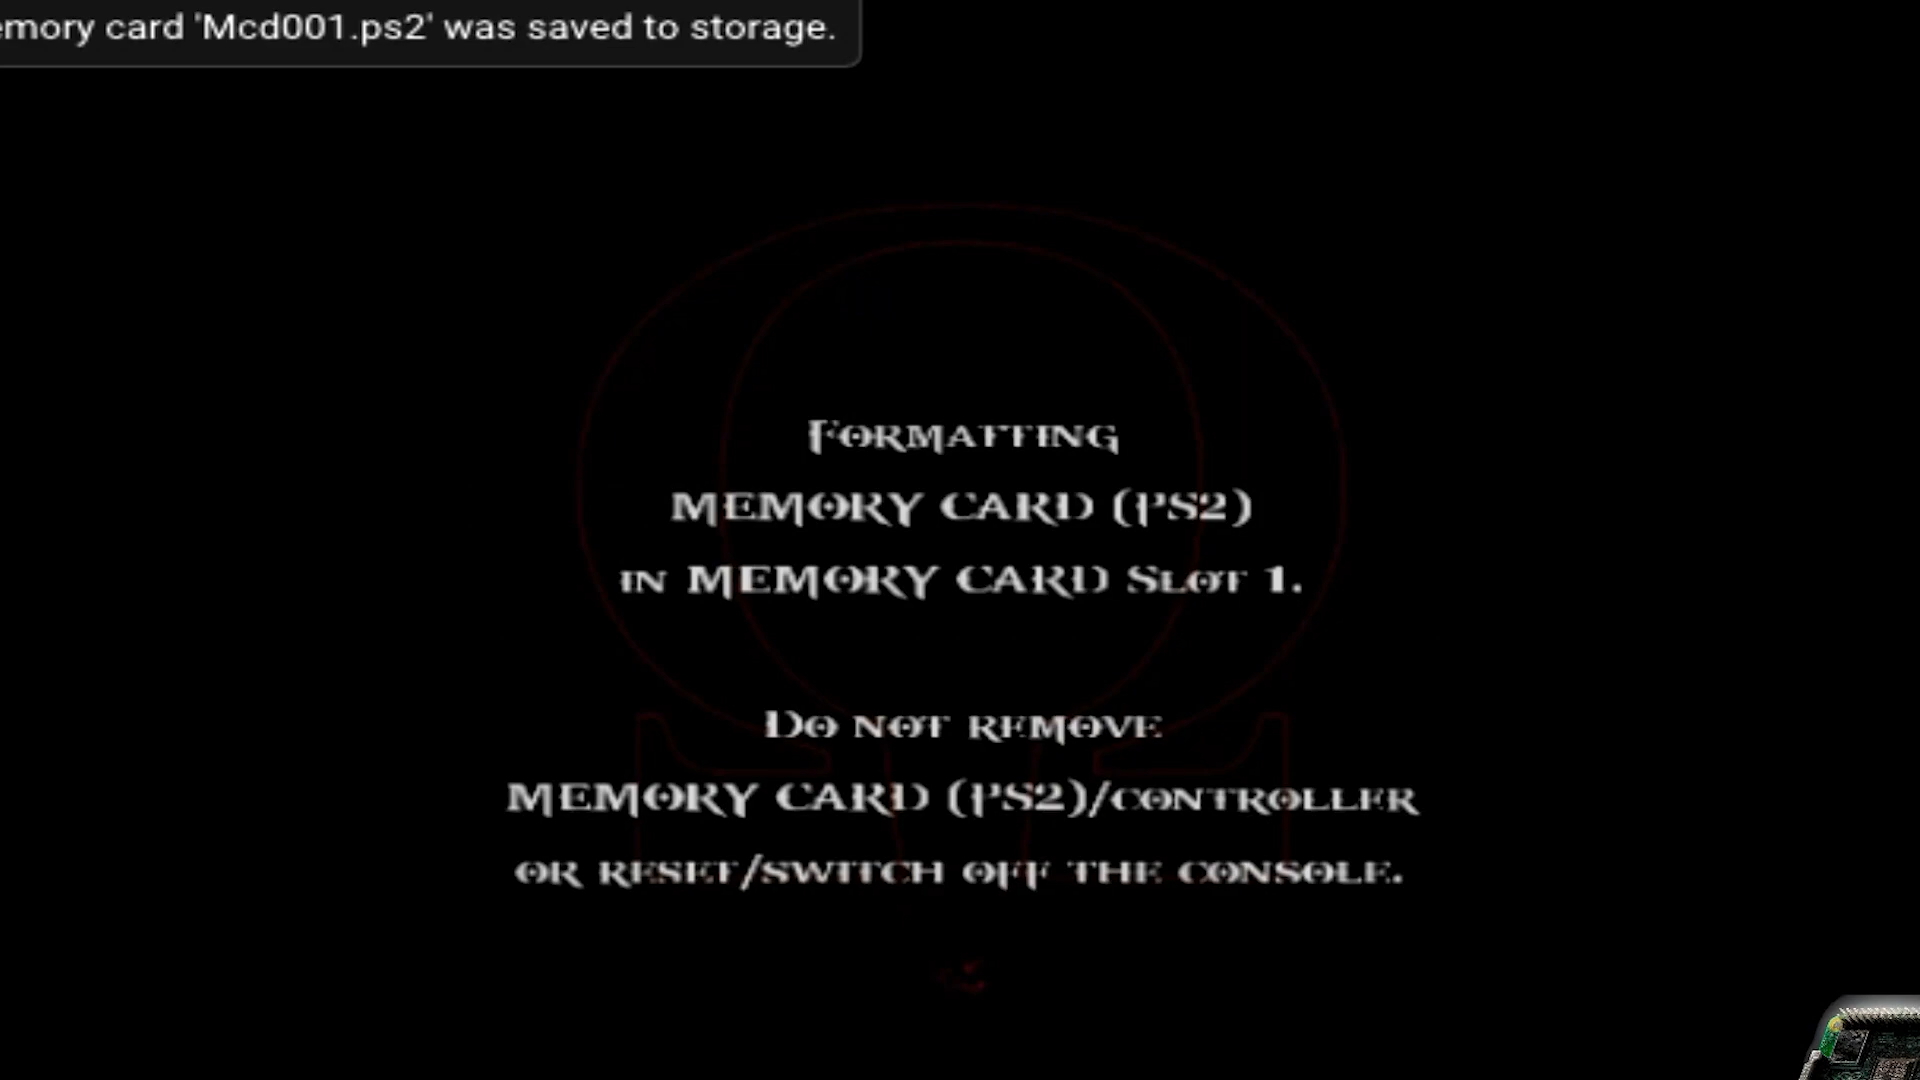 emory card 'Mcd001.ps2' was saved to storage.
Formatting
MEMORY CARD (PS2)
in MEMORY CARD Slot 1.
Do not remove
MEMORY CARD (PS2)/controller
or reset/switch off the console.